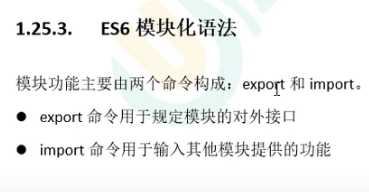 1.25.3. ES6 模块化语法
模块功能主要由两个命令构成：export 和 import。
● export 命令用于规定模块的对外接口
● import 命令用于输入其他模块提供的功能